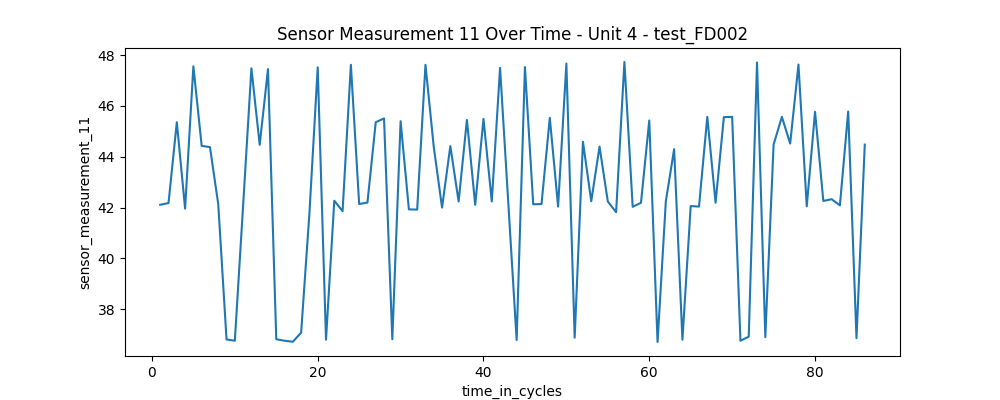 Sensor Measurement 11 Over Time - Unit 4 - test_FD002
48
46
44
42
40
38
sensor_measurement_11
0 20 40 60 80
time_in_cycles